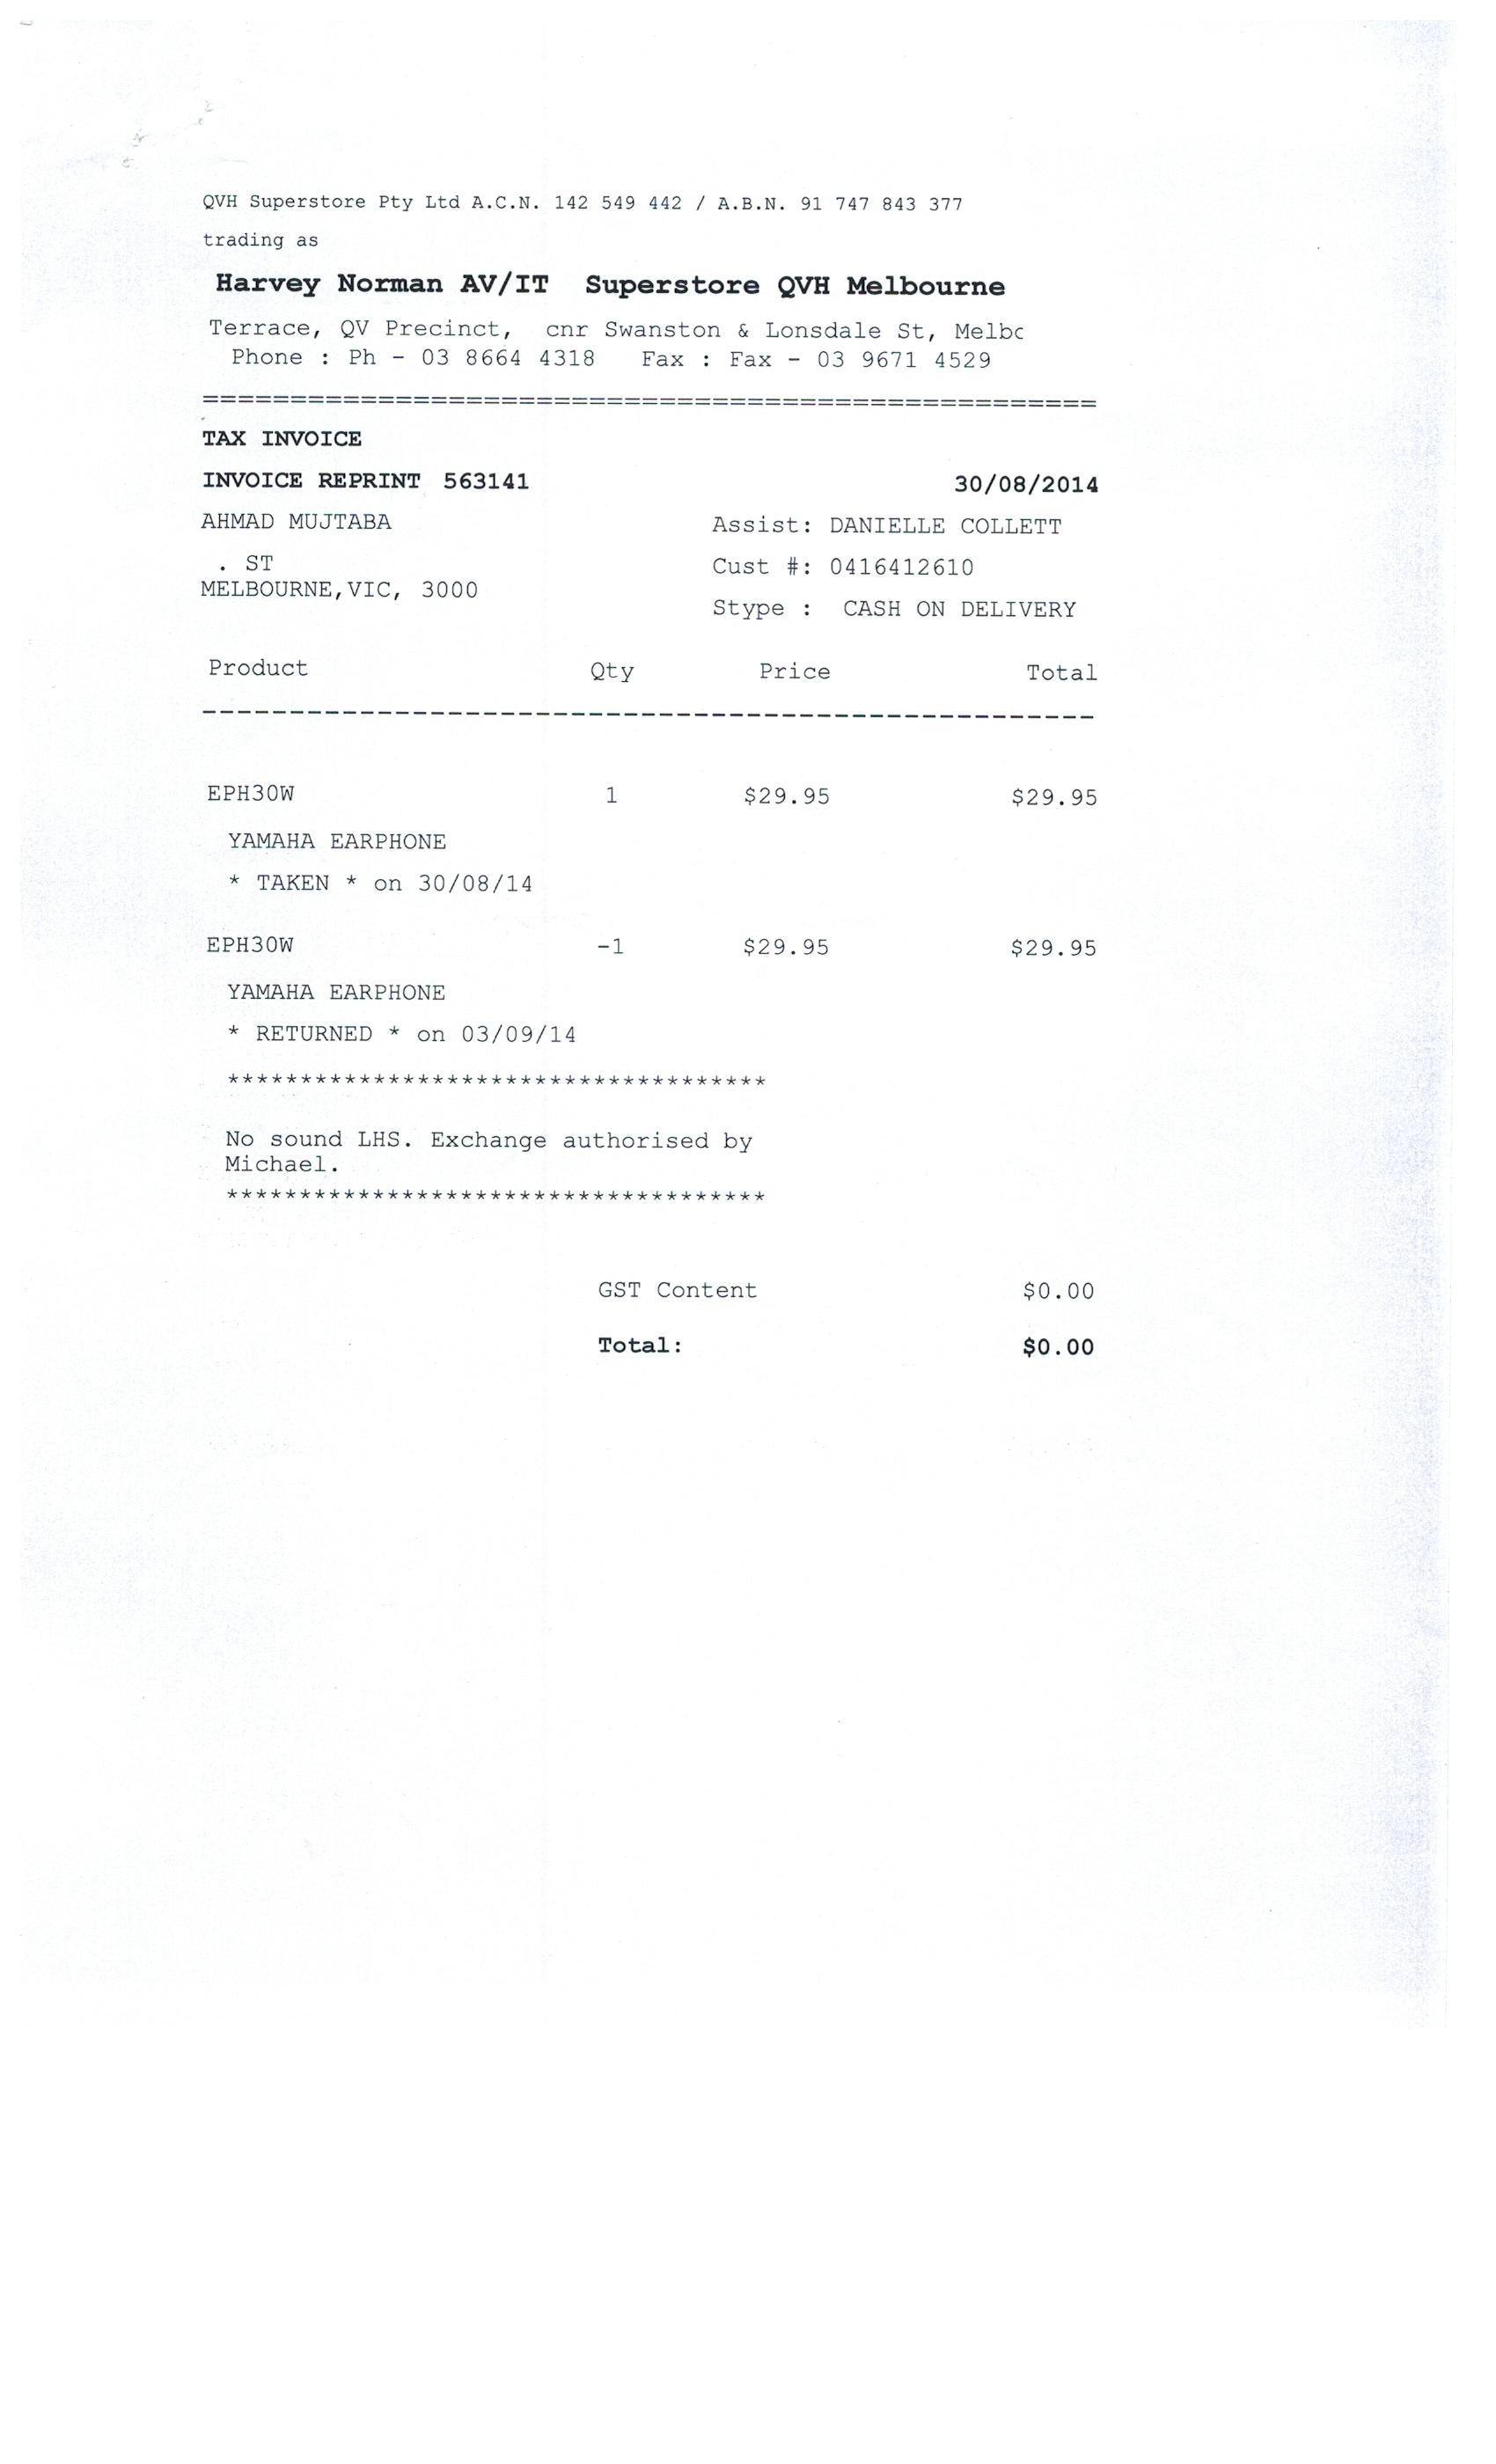 QVH Superstore Pty Ltd A.C.N. 142 549 442 / A.B.N. 91 747 843 377
trading as
Harvey Norman AV/IT Superstore QVH Melbourne
Terrace, QV Precinct, cnr Swanston & Lonsdale St, Melbc
Phone : Ph - 03 8664 4318 Fax : Fax - 03 9671 4529
==============================================================
TAX INVOICE
INVOICE REPRINT 563141 30/08/2014
AHMAD MUJTABA Assist: DANIELLE COLLETT
. ST Cust #: 0416412610
MELBOURNE,VIC, 3000
Stype : CASH ON DELIVERY
Product Qty Price Total
--------------------------------------------------------------
EPH30W 1 $29.95 $29.95
YAMAHA EARPHONE
* TAKEN * on 30/08/14
EPH30W -1 $29.95 $29.95
YAMAHA EARPHONE
* RETURNED * on 03/09/14
*************************************
No sound LHS. Exchange authorised by
Michael.
*************************************
GST Content $0.00
Total: $0.00